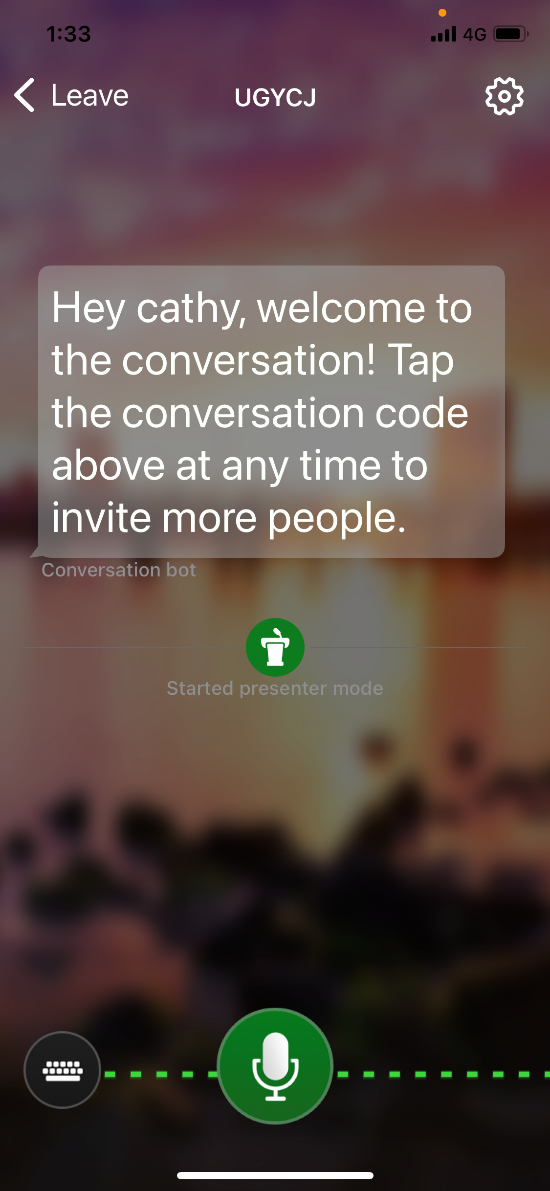 1:33
4G
Leave
UGYCJ
Hey cathy, welcome to
the conversation! Tap
the conversation code
above at any time to
invite more people.
Conversation bot
Started presenter mode